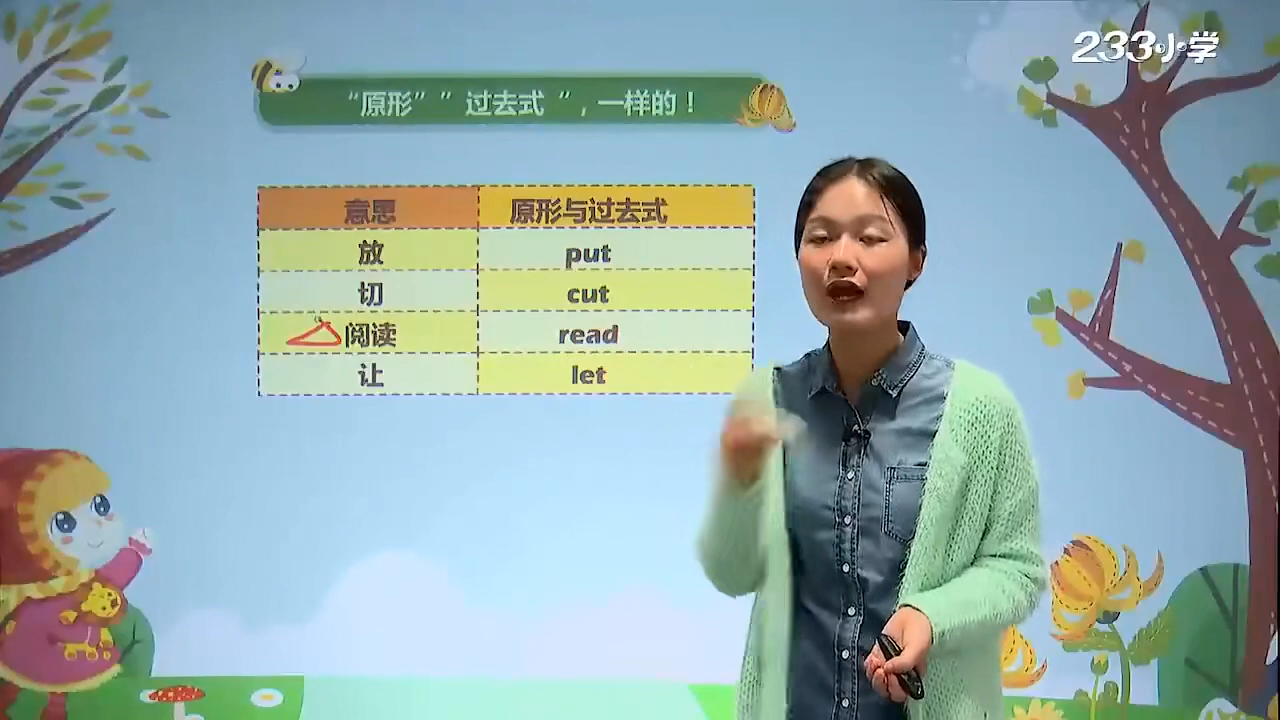 233小学
“原形” ” 过去式 ”，一样的！
意思 原形与过去式
放 put
切 cut
阅读 read
让 let